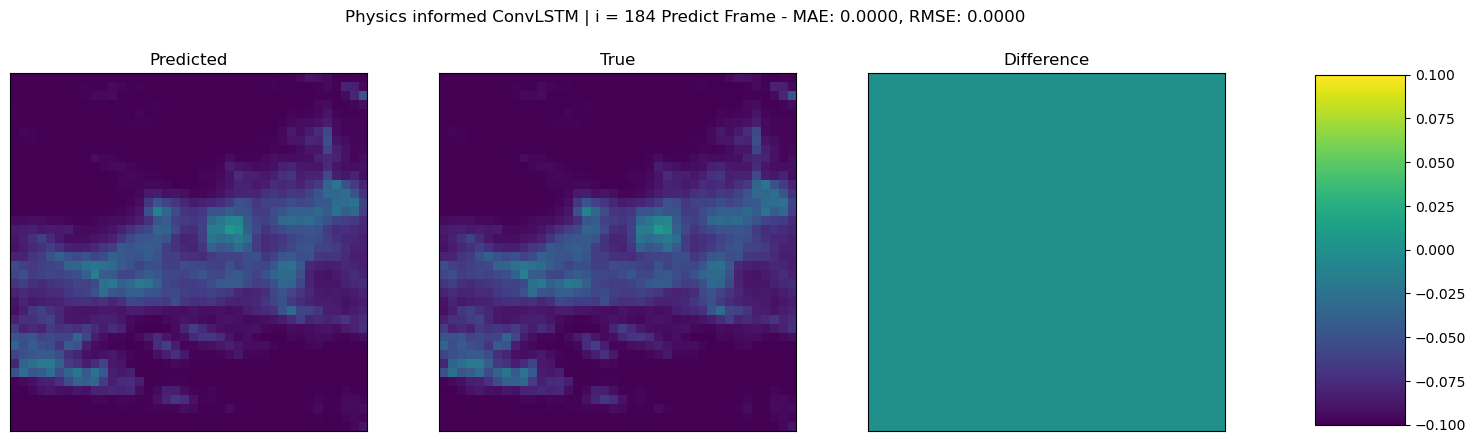 Physics informed ConvLSTM | i = 184 Predict Frame - MAE: 0.0000, RMSE: 0.0000
Predicted
True
Difference
0.100
0.075
0.050
0.025
0.000
−0.025
−0.050
−0.075
−0.100